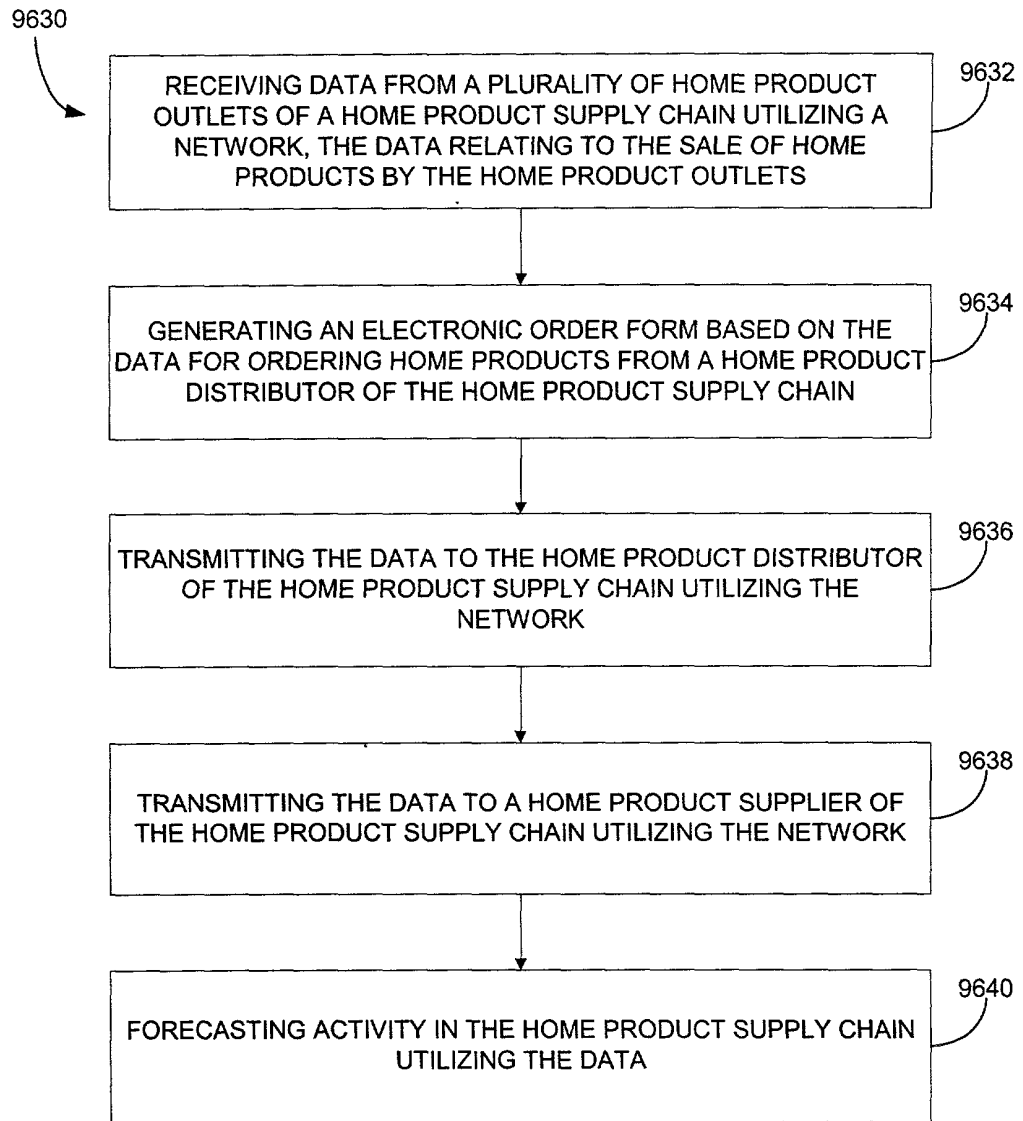 9630
RECEIVING DATA FROM A PLURALITY OF HOME PRODUCT
OUTLETS OF A HOME PRODUCT SUPPLY CHAIN UTILIZING A
NETWORK, THE DATA RELATING TO THE SALE OF HOME
PRODUCTS BY THE HOME PRODUCT OUTLETS
9632
GENERATING AN ELECTRONIC ORDER FORM BASED ON THE
DATA FOR ORDERING HOME PRODUCTS FROM A HOME PRODUCT
DISTRIBUTOR OF THE HOME PRODUCT SUPPLY CHAIN
9634
TRANSMITTING THE DATA TO THE HOME PRODUCT DISTRIBUTOR
OF THE HOME PRODUCT SUPPLY CHAIN UTILIZING THE
NETWORK
9636
TRANSMITTING THE DATA TO A HOME PRODUCT SUPPLIER OF
THE HOME PRODUCT SUPPLY CHAIN UTILIZING THE NETWORK
9638
FORECASTING ACTIVITY IN THE HOME PRODUCT SUPPLY CHAIN
UTILIZING THE DATA
9640